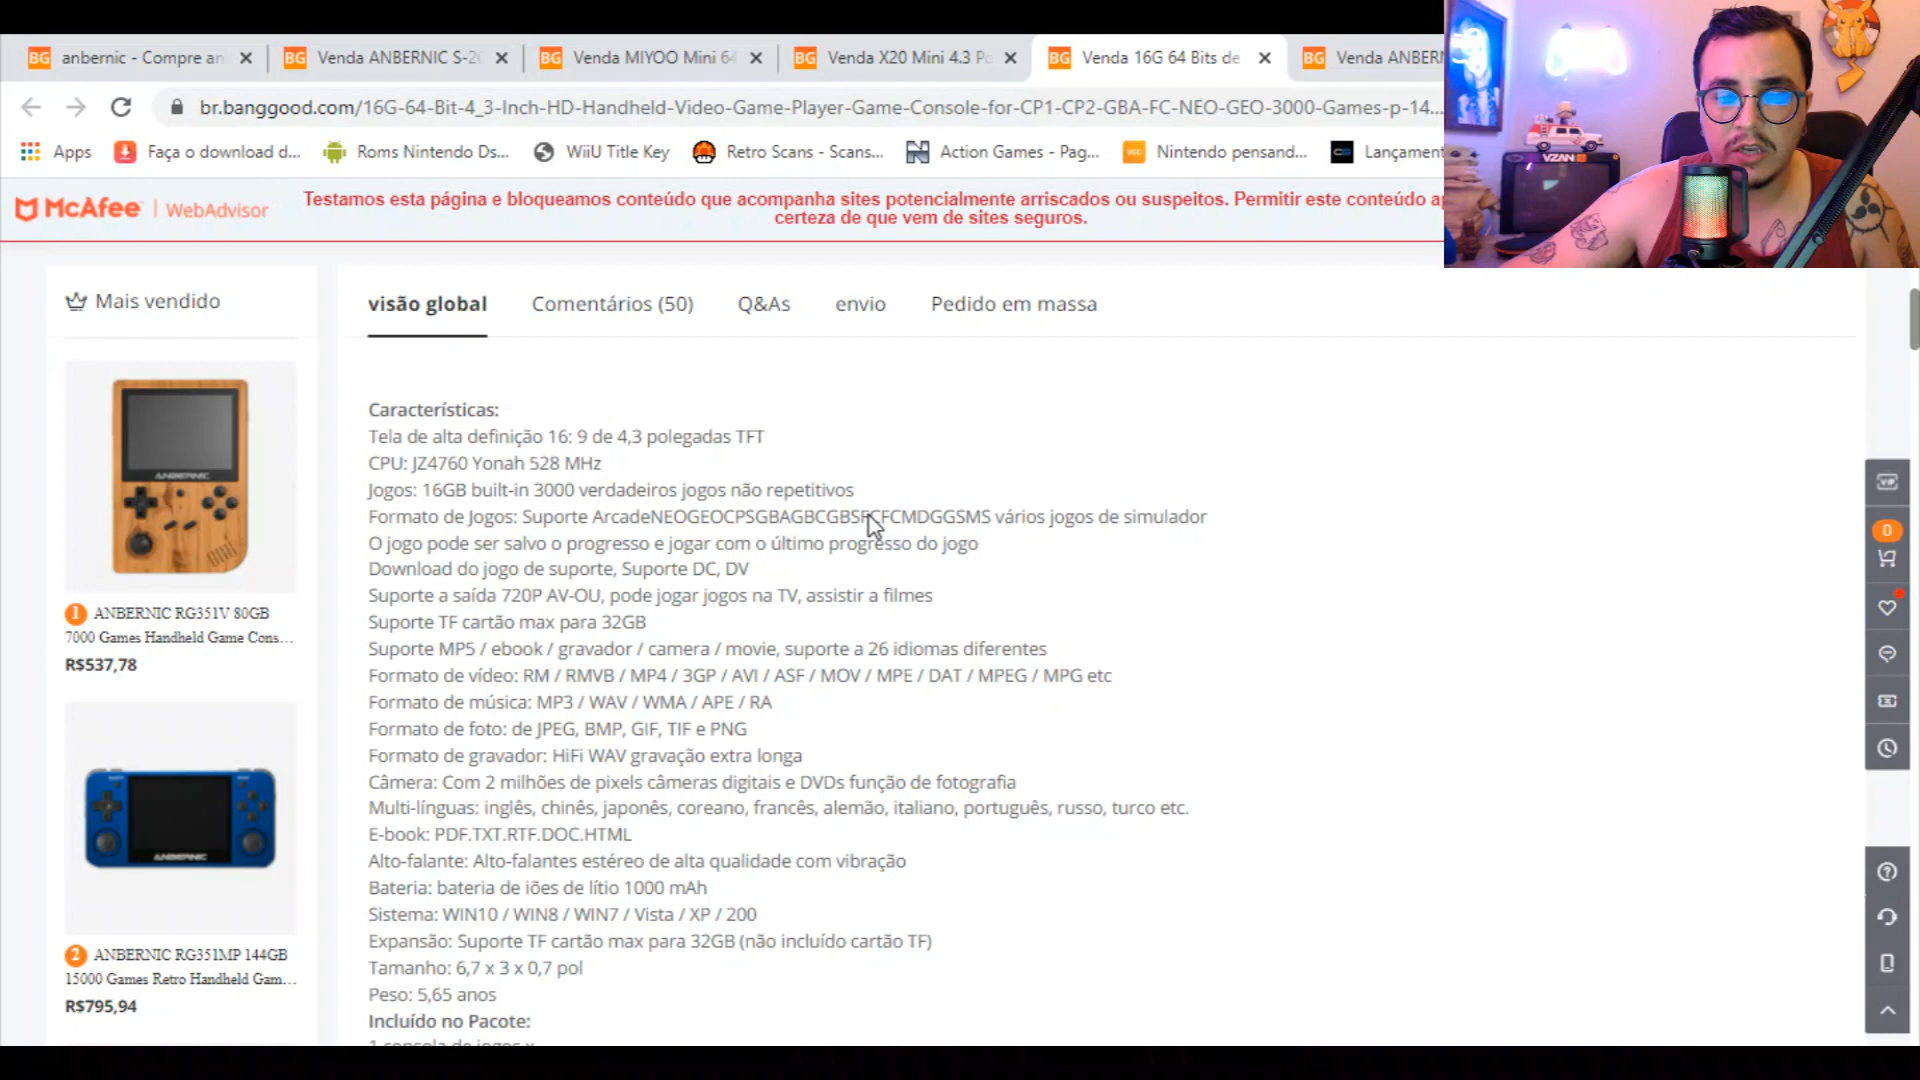 anbernic - Compre an
Venda ANBERNIC S-20
Venda MIYOO Mini 64
Venda X20 Mini 4.3 Po
Venda 16G 64 Bits de
Venda ANBERN
br.banggood.com/16G-64-Bit-4_3-Inch-HD-Handheld-Video-Game-Player-Game-Console-for-CP1-CP2-GBA-FC-NEO-GEO-3000-Games-p-14...
Apps
Faça o download d...
Roms Nintendo Ds...
WiiU Title Key
Retro Scans - Scans...
Action Games - Pag...
Nintendo pensand...
Lançament
McAfee | WebAdvisor
Testamos esta página e bloqueamos conteúdo que acompanha sites potencialmente arriscados ou suspeitos. Permitir este conteúdo ap
certeza de que vem de sites seguros.
VZAN
Mais vendido
visão global
Comentários (50)
Q&As
envio
Pedido em massa
Características:
Tela de alta definição 16: 9 de 4,3 polegadas TFT
CPU: JZ4760 Yonah 528 MHz
Jogos: 16GB built-in 3000 verdadeiros jogos não repetitivos
Formato de Jogos: Suporte ArcadeNEOGEOCPSGBAGBCGBSFCFCMDGGSMS vários jogos de simulador
O jogo pode ser salvo o progresso e jogar com o último progresso do jogo
Download do jogo de suporte, Suporte DC, DV
Suporte a saída 720P AV-OU, pode jogar jogos na TV, assistir a filmes
Suporte TF cartão max para 32GB
Suporte MP5 / ebook / gravador / camera / movie, suporte a 26 idiomas diferentes
Formato de vídeo: RM / RMVB / MP4 / 3GP / AVI / ASF / MOV / MPE / DAT / MPEG / MPG etc
Formato de música: MP3 / WAV / WMA / APE / RA
Formato de foto: de JPEG, BMP, GIF, TIF e PNG
Formato de gravador: HiFi WAV gravação extra longa
Câmera: Com 2 milhões de pixels câmeras digitais e DVDs função de fotografia
Multi-línguas: inglês, chinês, japonês, coreano, francês, alemão, italiano, português, russo, turco etc.
E-book: PDF.TXT.RTF.DOC.HTML
Alto-falante: Alto-falantes estéreo de alta qualidade com vibração
Bateria: bateria de iões de lítio 1000 mAh
Sistema: WIN10 / WIN8 / WIN7 / Vista / XP / 200
Expansão: Suporte TF cartão max para 32GB (não incluído cartão TF)
Tamanho: 6,7 x 3 x 0,7 pol
Peso: 5,65 anos
Incluído no Pacote:
1 consola de jogos x
ANBERNIC
1 ANBERNIC RG351V 80GB
7000 Games Handheld Game Cons...
R$537,78
ANBERNIC
2 ANBERNIC RG351MP 144GB
15000 Games Retro Handheld Gam...
R$795,94
VIP
0